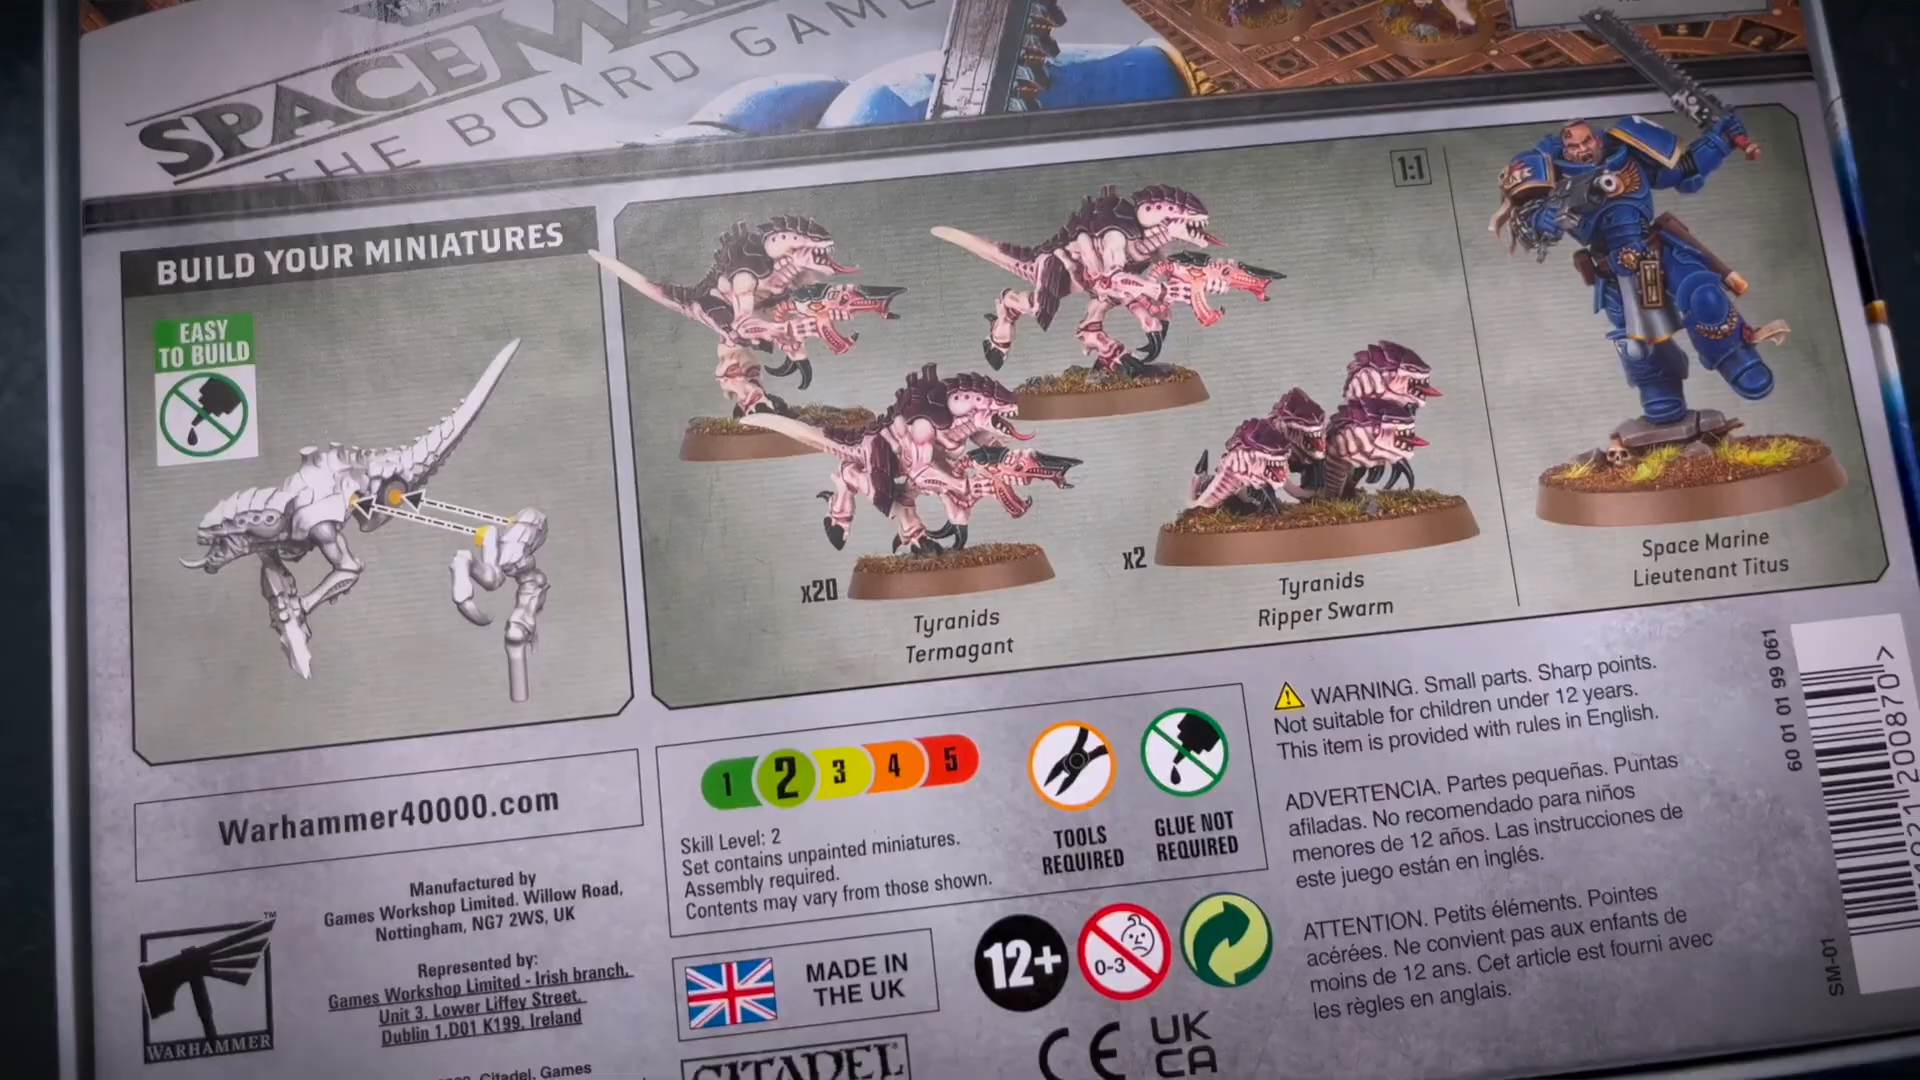 SPACE MA
THE BOARD GAME
BUILD YOUR MINIATURES
EASY
TO BUILD
1:1
x20
Tyranids
Termagant
x2
Tyranids
Ripper Swarm
Space Marine
Lieutenant Titus
Warhammer40000.com
Manufactured by
Games Workshop Limited. Willow Road,
Nottingham, NG7 2WS, UK
Represented by:
Games Workshop Limited - Irish branch,
Unit 3, Lower Liffey Street,
Dublin 1,D01 K199, Ireland
Citadel, Games
WARHAMMER
TM
1 2 3 4 5
Skill Level: 2
Set contains unpainted miniatures.
Assembly required.
Contents may vary from those shown.
TOOLS
REQUIRED
GLUE NOT
REQUIRED
MADE IN
THE UK
CITADEL
12+
0-3
CE
UK
CA
WARNING. Small parts. Sharp points.
Not suitable for children under 12 years.
This item is provided with rules in English.
ADVERTENCIA. Partes pequeñas. Puntas
afiladas. No recomendado para niños
menores de 12 años. Las instrucciones de
este juego están en inglés.
ATTENTION. Petits éléments. Pointes
acérées. Ne convient pas aux enfants de
moins de 12 ans. Cet article est fourni avec
les règles en anglais.
60 01 01 99 061
SM-01